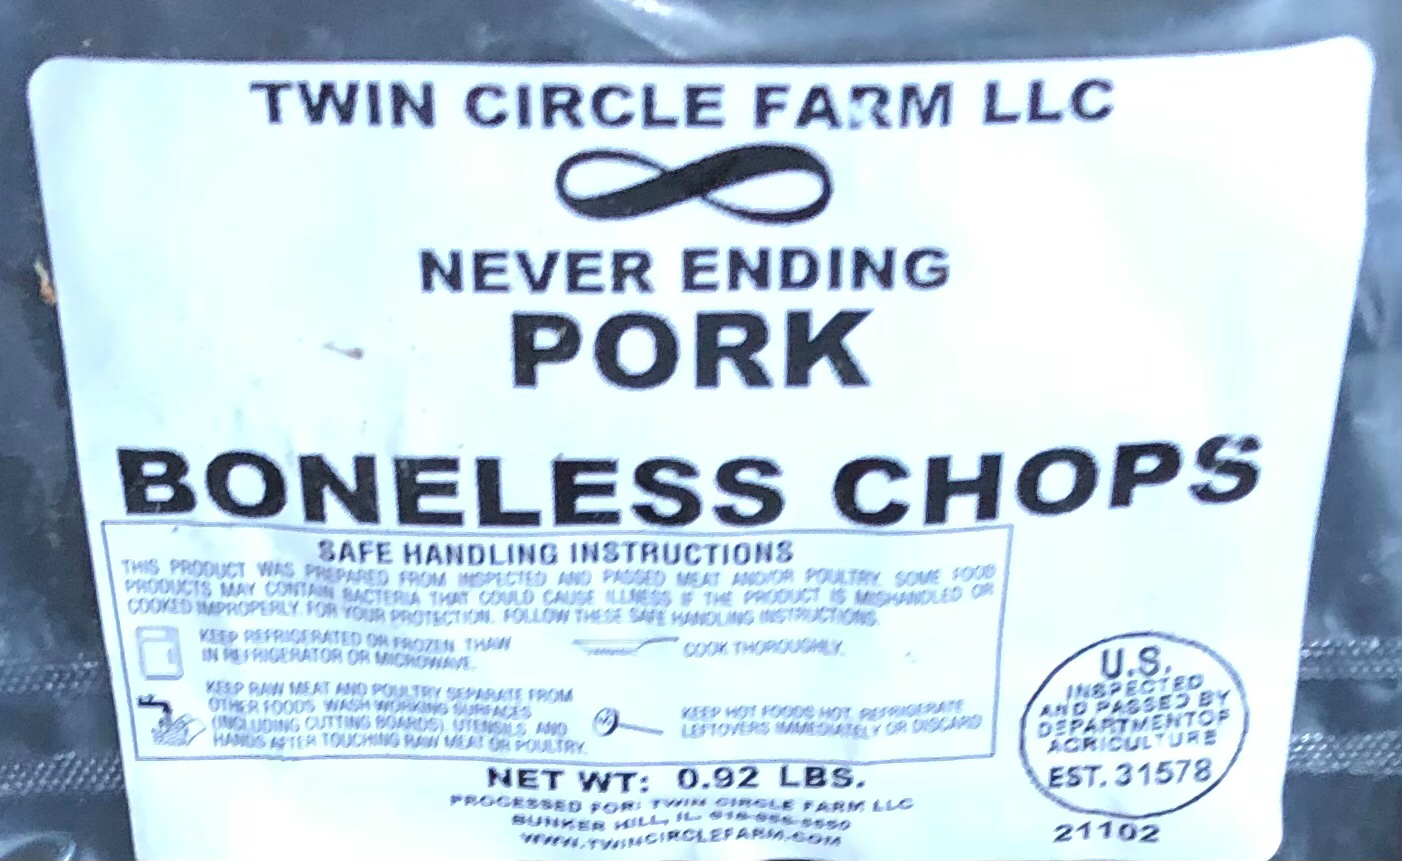 TWIN CIRCLE FARM LLC
NEVER ENDING
PORK
BONELESS CHOPS
SAFE HANDLING INSTRUCTIONS
THIS PRODUCT WAS PREPARED FROM INSPECTED AND PASSED MEAT AND/OR POULTRY. SOME FOOD
PRODUCTS MAY CONTAIN BACTERIA THAT COULD CAUSE ILLNESS IF THE PRODUCT IS MISHANDLED OR
COOKED IMPROPERLY. FOR YOUR PROTECTION, FOLLOW THESE SAFE HANDLING INSTRUCTIONS.
KEEP REFRIGERATED OR FROZEN. THAW
IN REFRIGERATOR OR MICROWAVE.
COOK THOROUGHLY.
KEEP RAW MEAT AND POULTRY SEPARATE FROM
OTHER FOODS. WASH WORKING SURFACES
(INCLUDING CUTTING BOARDS) UTENSILS, AND
HANDS AFTER TOUCHING RAW MEAT OR POULTRY.
KEEP HOT FOODS HOT. REFRIGERATE
LEFTOVERS IMMEDIATELY OR DISCARD
U.S.
INSPECTED
AND PASSED BY
DEPARTMENT OF
AGRICULTURE
EST. 31578
21102
NET WT: 0.92 LBS.
PROCESSED FOR: TWIN CIRCLE FARM LLC
BUNKER HILL, IL
WWW.TWINCIRCLEFARM.COM